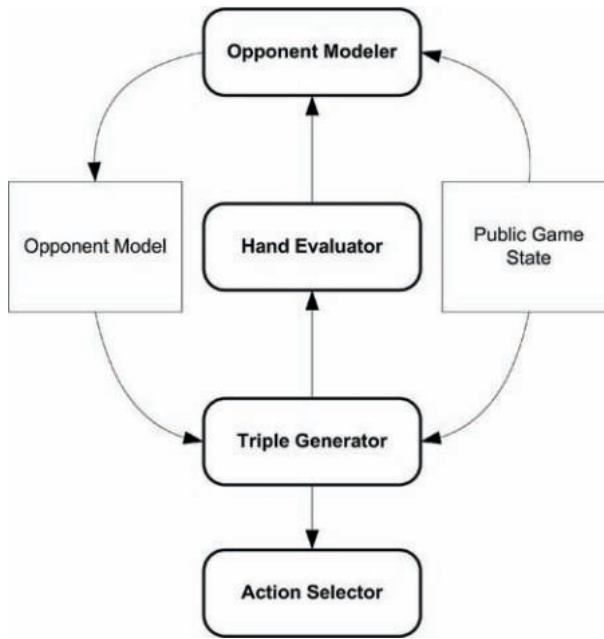 Opponent Modeler
Opponent Model
Hand Evaluator
Public Game
State
Triple Generator
Action Selector